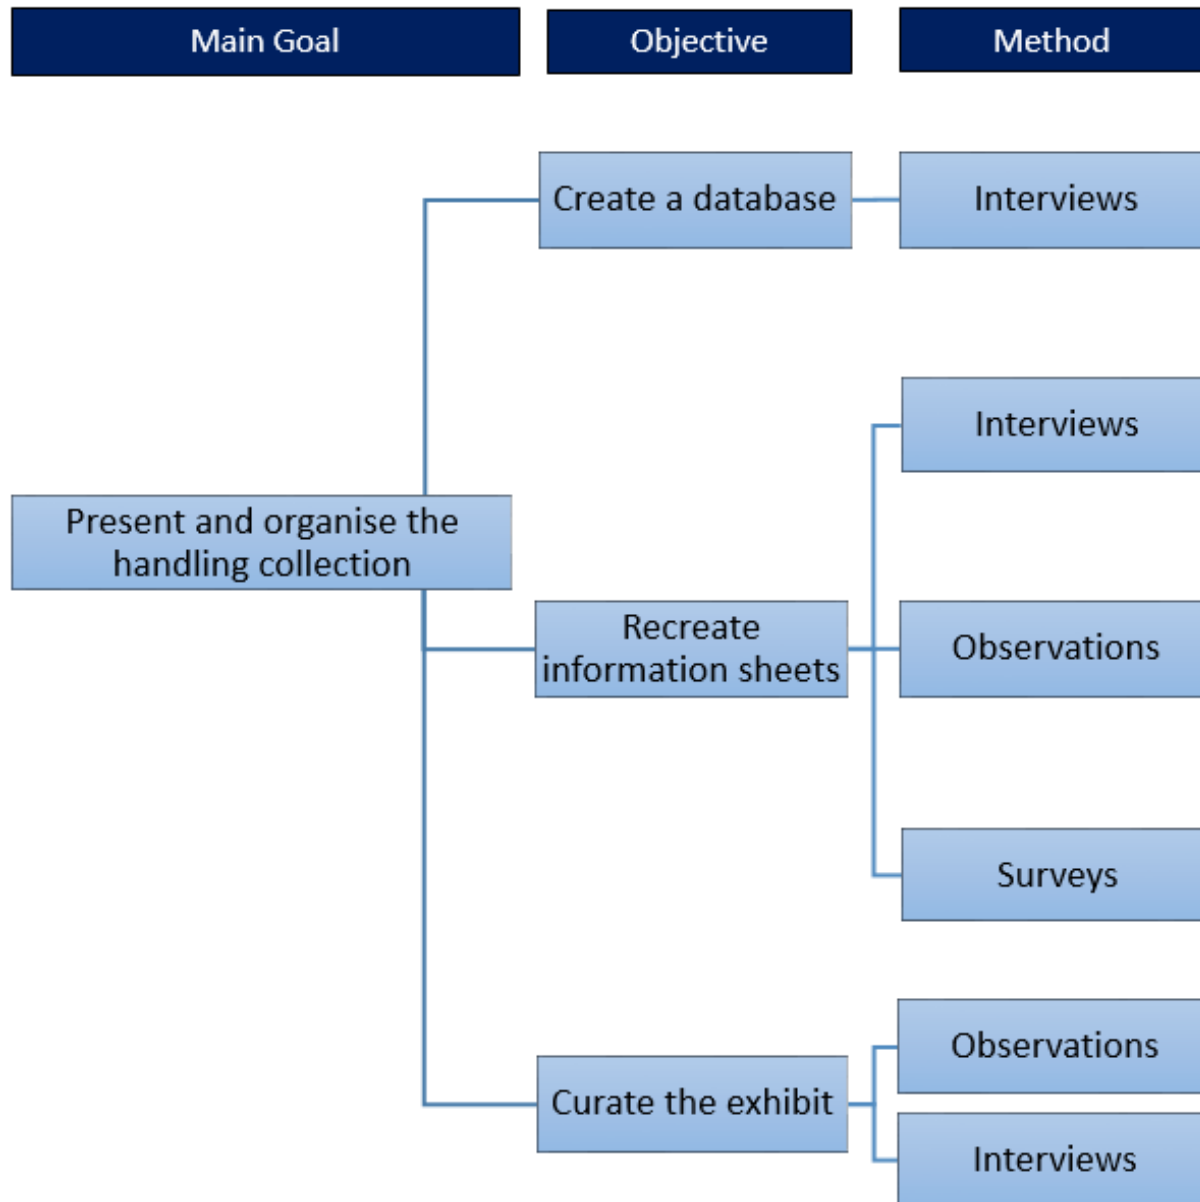 Main Goal
Objective
Method
Create a database
Interviews
Interviews
Present and organise the
handling collection
Recreate
information sheets
Observations
Surveys
Observations
Curate the exhibit
Interviews